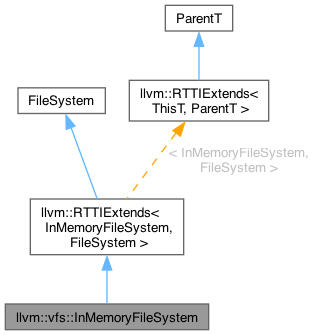 ParentT
FileSystem
llvm::RTTIExtends<
ThisT, ParentT >
< InMemoryFileSystem,
FileSystem >
llvm::RTTIExtends<
InMemoryFileSystem,
FileSystem >
llvm::vfs::InMemoryFileSystem